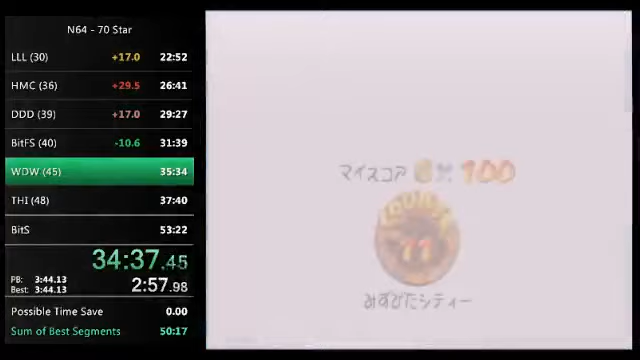 N64 - 70 Star
LLL (30) +17.0 22:52
HMC (36) +29.5 26:41
DDD (39) +17.0 29:27
BitFS (40) -10.6 31:39
WDW (45) 35:34
THI (48) 37:40
BitS 53:22
34:37.45
PB: 3:44.13
Best: 3:44.13
2:57.98
Possible Time Save 0.00
Sum of Best Segments 50:17
マイスコア 100
COURSE
11
みずびたシティー